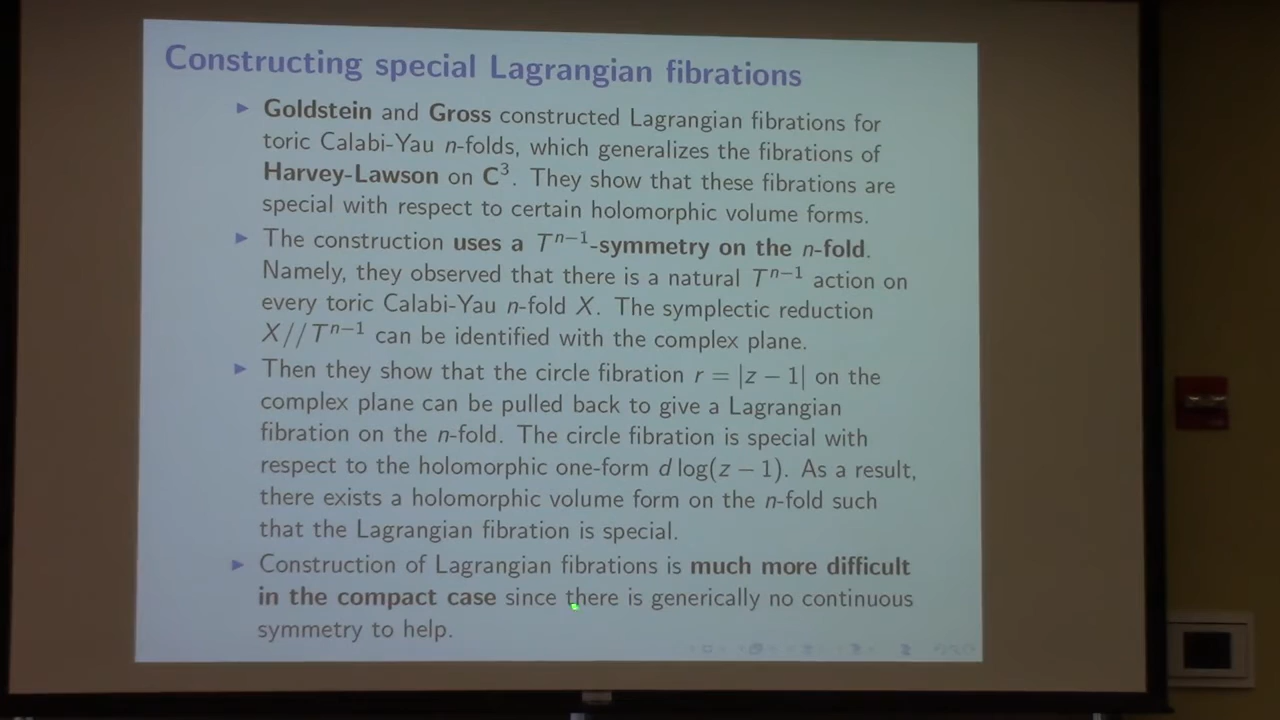 Constructing special Lagrangian fibrations
▶ Goldstein and Gross constructed Lagrangian fibrations for
toric Calabi-Yau n-folds, which generalizes the fibrations of
Harvey-Lawson on C³. They show that these fibrations are
special with respect to certain holomorphic volume forms.
▶ The construction uses a Tⁿ⁻¹-symmetry on the n-fold.
Namely, they observed that there is a natural Tⁿ⁻¹ action on
every toric Calabi-Yau n-fold X. The symplectic reduction
X//Tⁿ⁻¹ can be identified with the complex plane.
▶ Then they show that the circle fibration r = |z − 1| on the
complex plane can be pulled back to give a Lagrangian
fibration on the n-fold. The circle fibration is special with
respect to the holomorphic one-form d log(z − 1). As a result,
there exists a holomorphic volume form on the n-fold such
that the Lagrangian fibration is special.
▶ Construction of Lagrangian fibrations is much more difficult
in the compact case since there is generically no continuous
symmetry to help.